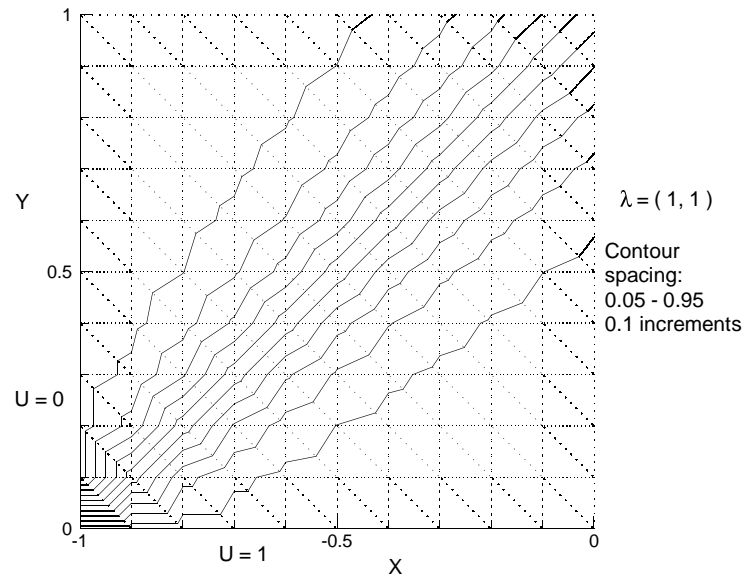 1
Y
λ = ( 1, 1 )
Contour
spacing:
0.05 - 0.95
0.1 increments
0.5
U = 0
0
-1
U = 1
-0.5
X
0